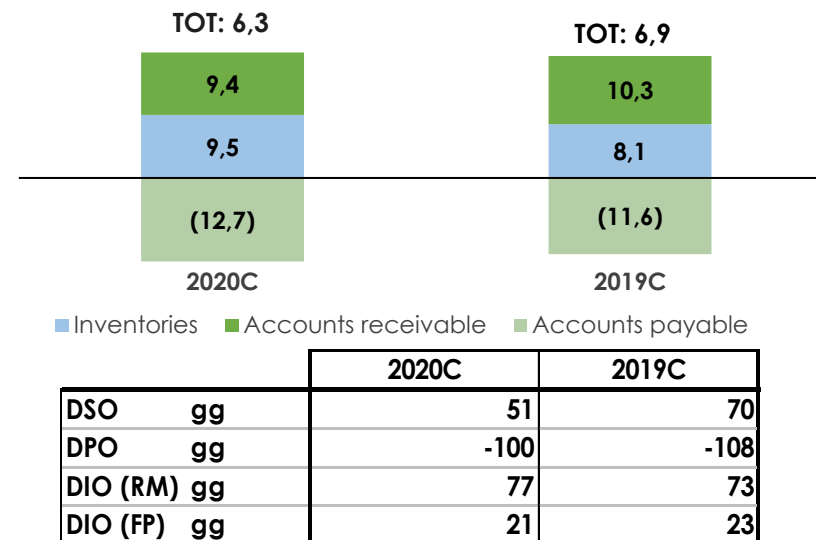 TOT: 6,3 TOT: 6,9
9,4 10,3
9,5 8,1
(12,7) (11,6)
2020C 2019C
Inventories Accounts receivable Accounts payable
2020C 2019C
DSO gg 51 70
DPO gg -100 -108
DIO (RM) gg 77 73
DIO (FP) gg 21 23